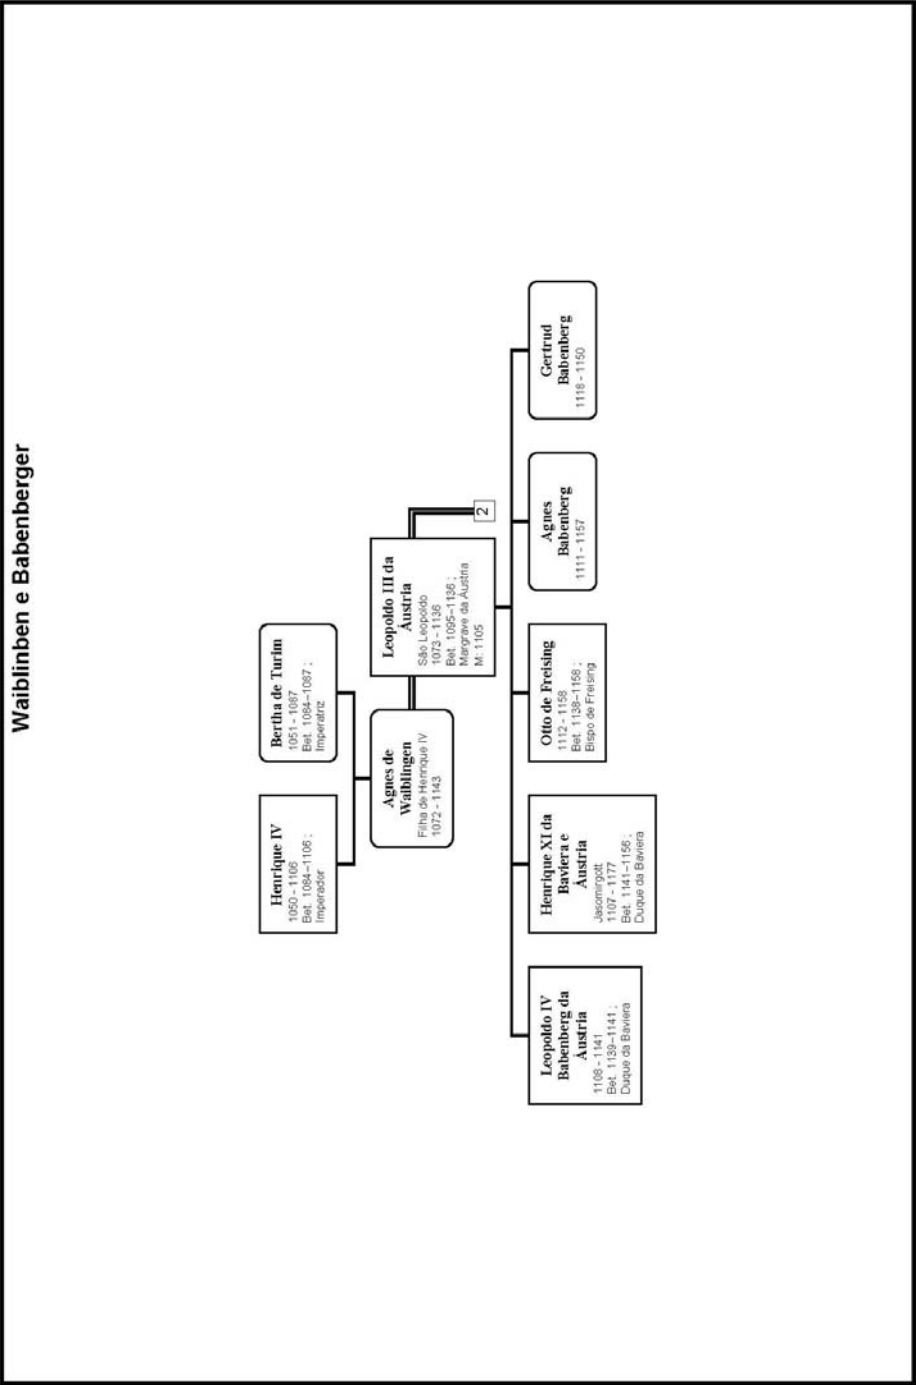 Waiblinben e Babenberger
Henrique IV
1050 - 1106
Bet. 1084–1106 ;
Imperador
Bertha de Turim
1051 - 1087
Bet. 1084–1087 ;
Imperatriz
Agnes de
Waiblingen
Filha de Henrique IV
1072 - 1143
Leopoldo III da
Áustria
São Leopoldo
1073 - 1136
Bet. 1095–1136 ;
Margrave da Áustria
M: 1105
2
Leopoldo IV
Babenberg da
Áustria
1108 - 1141
Bet. 1139–1141 ;
Duque da Baviera
Henrique XI da
Baviera e
Áustria
Jasomirgott
1107 - 1177
Bet. 1141–1156 ;
Duque da Baviera
Otto de Freising
1112 - 1158
Bet. 1138–1158 ;
Bispo de Freising
Agnes
Babenberg
1111 - 1157
Gertrud
Babenberg
1118 - 1150